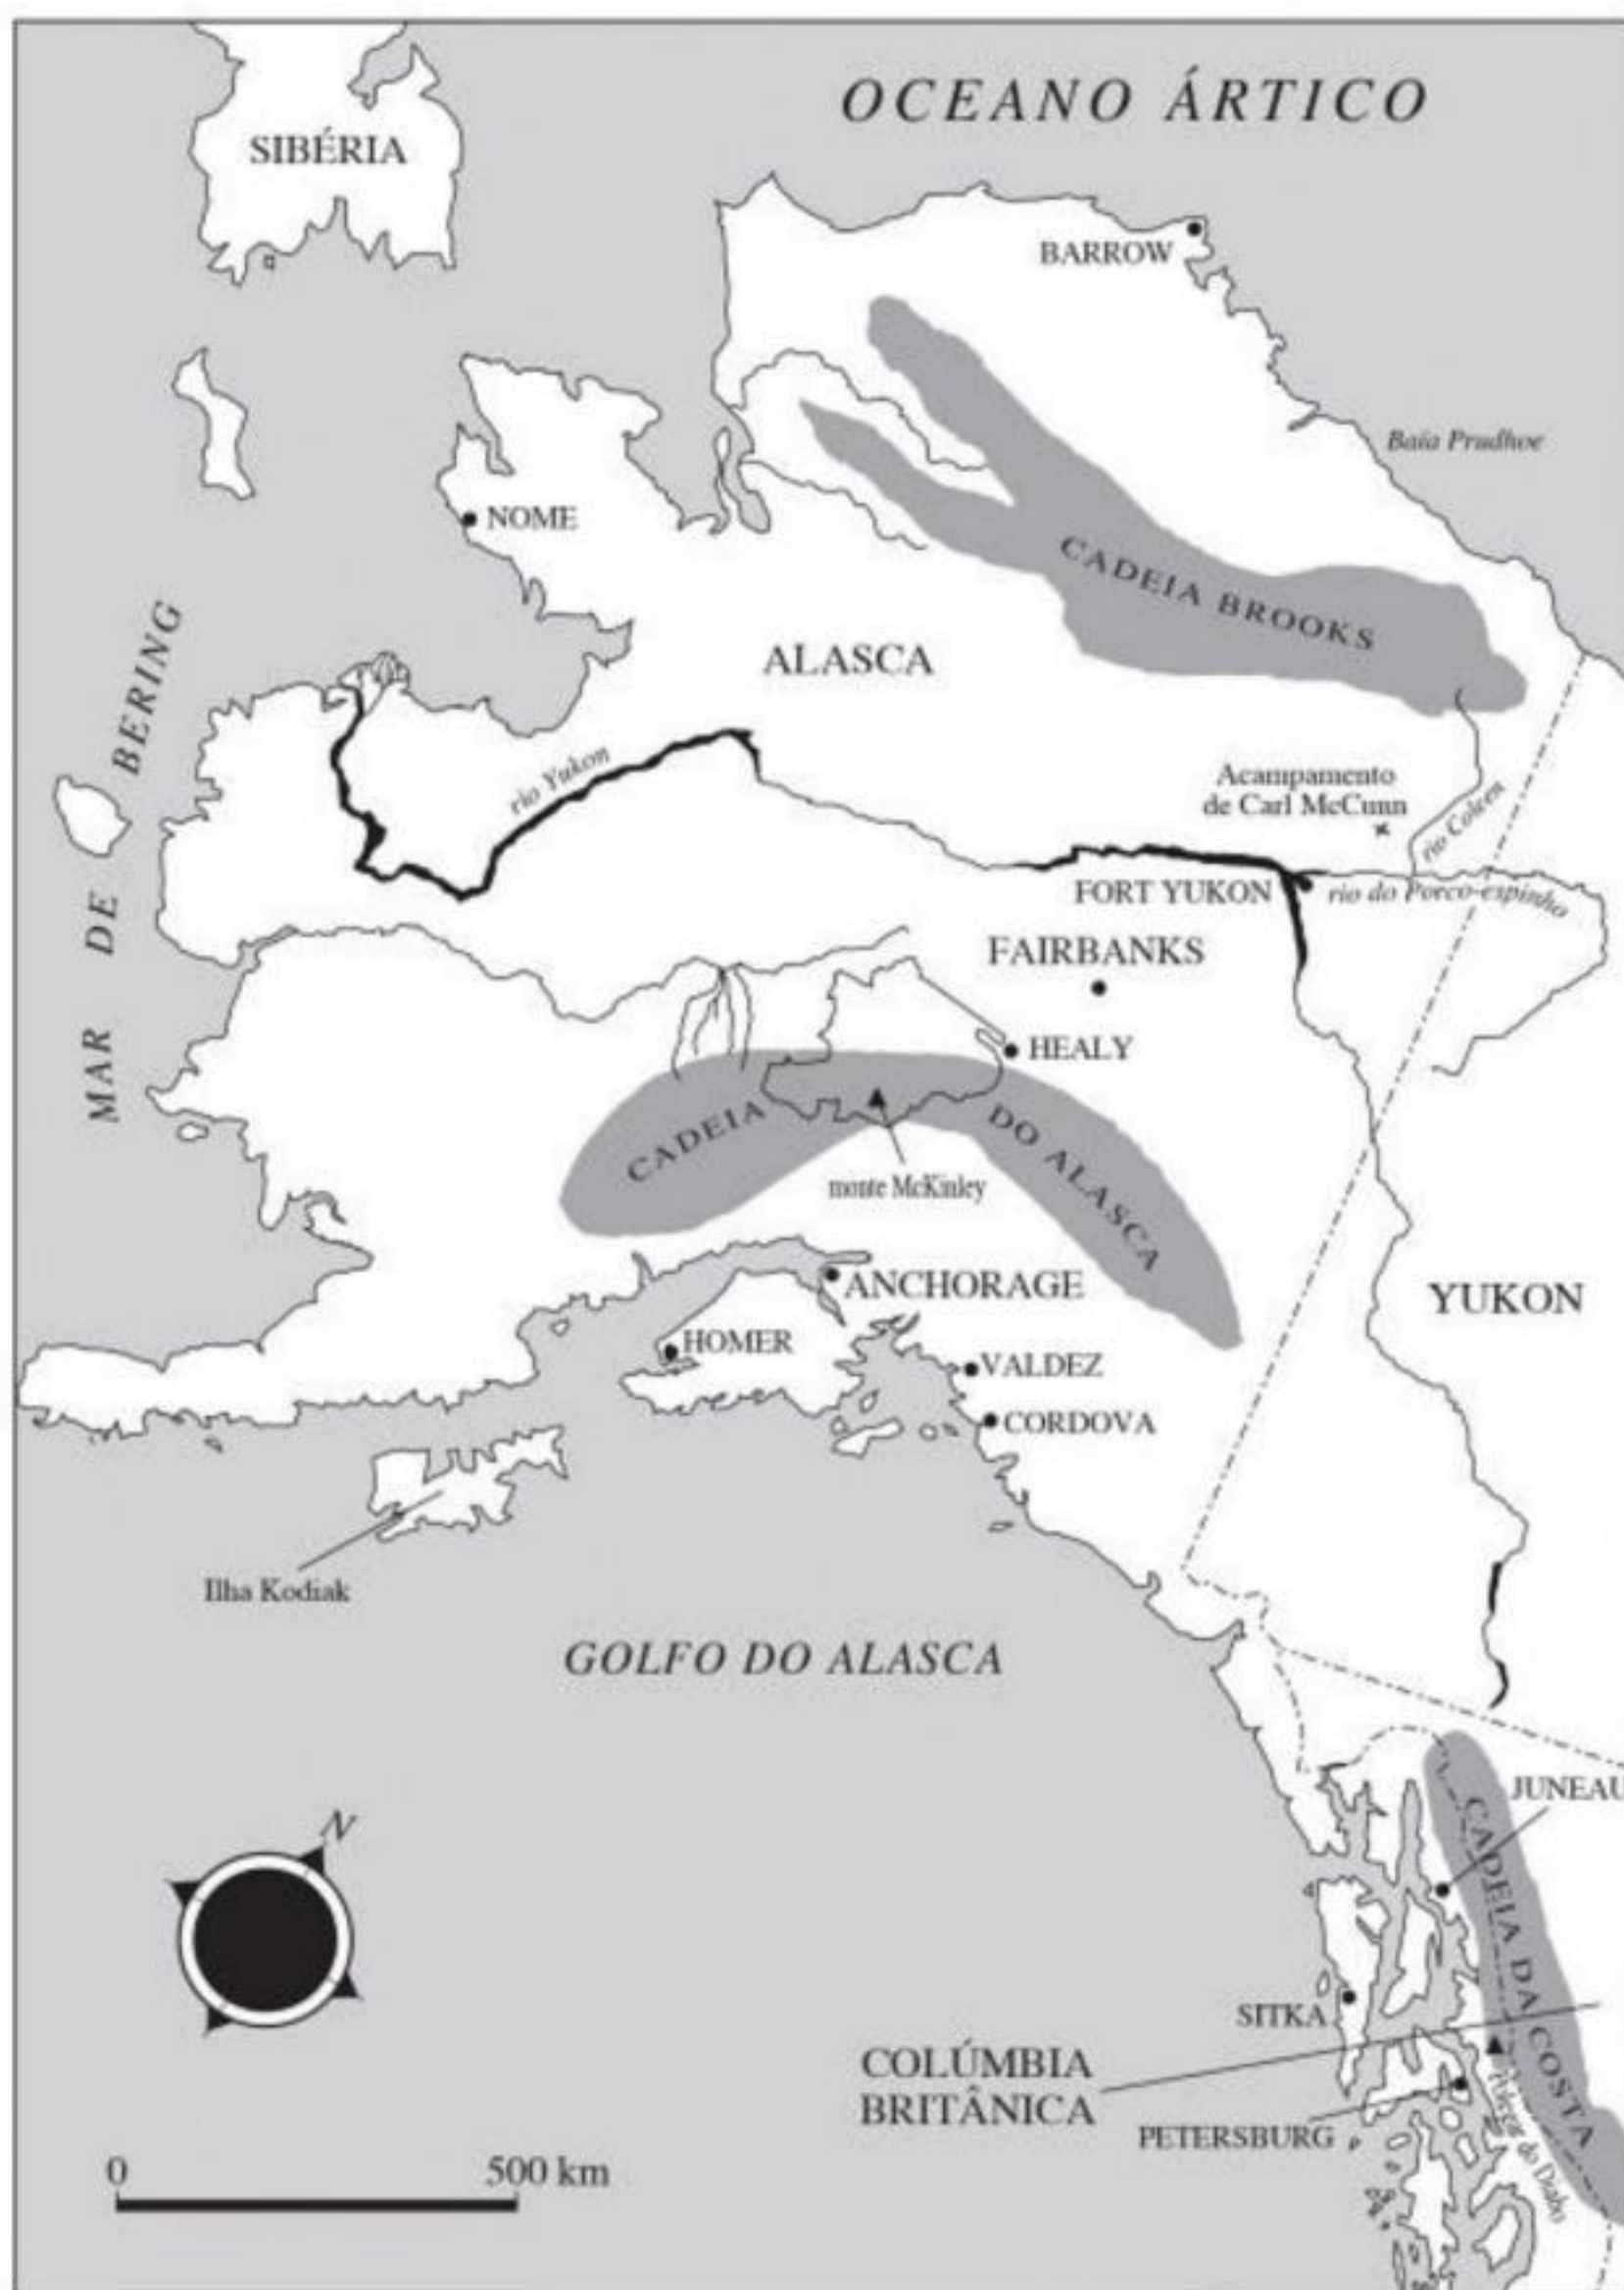 OCEANO ÁRTICO
SIBÉRIA
BARROW
Baía Prudhoe
NOME
CADEIA BROOKS
MAR DE BERING
ALASCA
rio Yukon
Acampamento
de Carl McCunn
rio Coleen
FORT YUKON
rio do Porco-espinho
FAIRBANKS
HEALY
CADEIA DO ALASCA
monte McKinley
ANCHORAGE
YUKON
HOMER
VALDEZ
CORDOVA
Ilha Kodiak
GOLFO DO ALASCA
N
JUNEAU
CADEIA DA COSTA
SITKA
COLÚMBIA
BRITÂNICA
PETERSBURG
do Diabo
0 500 km